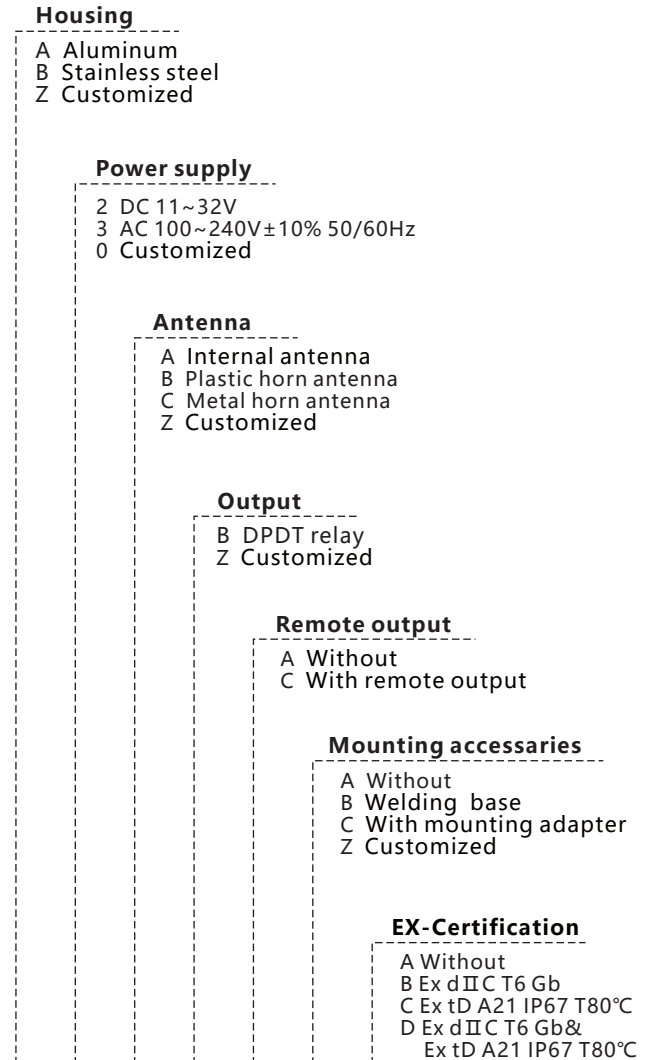 Housing
A Aluminum
B Stainless steel
Z Customized
Power supply
2 DC 11~32V
3 AC 100~240V±10% 50/60Hz
0 Customized
Antenna
A Internal antenna
B Plastic horn antenna
C Metal horn antenna
Z Customized
Output
B DPDT relay
Z Customized
Remote output
A Without
C With remote output
Mounting accessaries
A Without
B Welding base
C With mounting adapter
Z Customized
EX-Certification
A Without
B Ex dⅡC T6 Gb
C Ex tD A21 IP67 T80℃
D Ex dⅡC T6 Gb&
Ex tD A21 IP67 T80℃